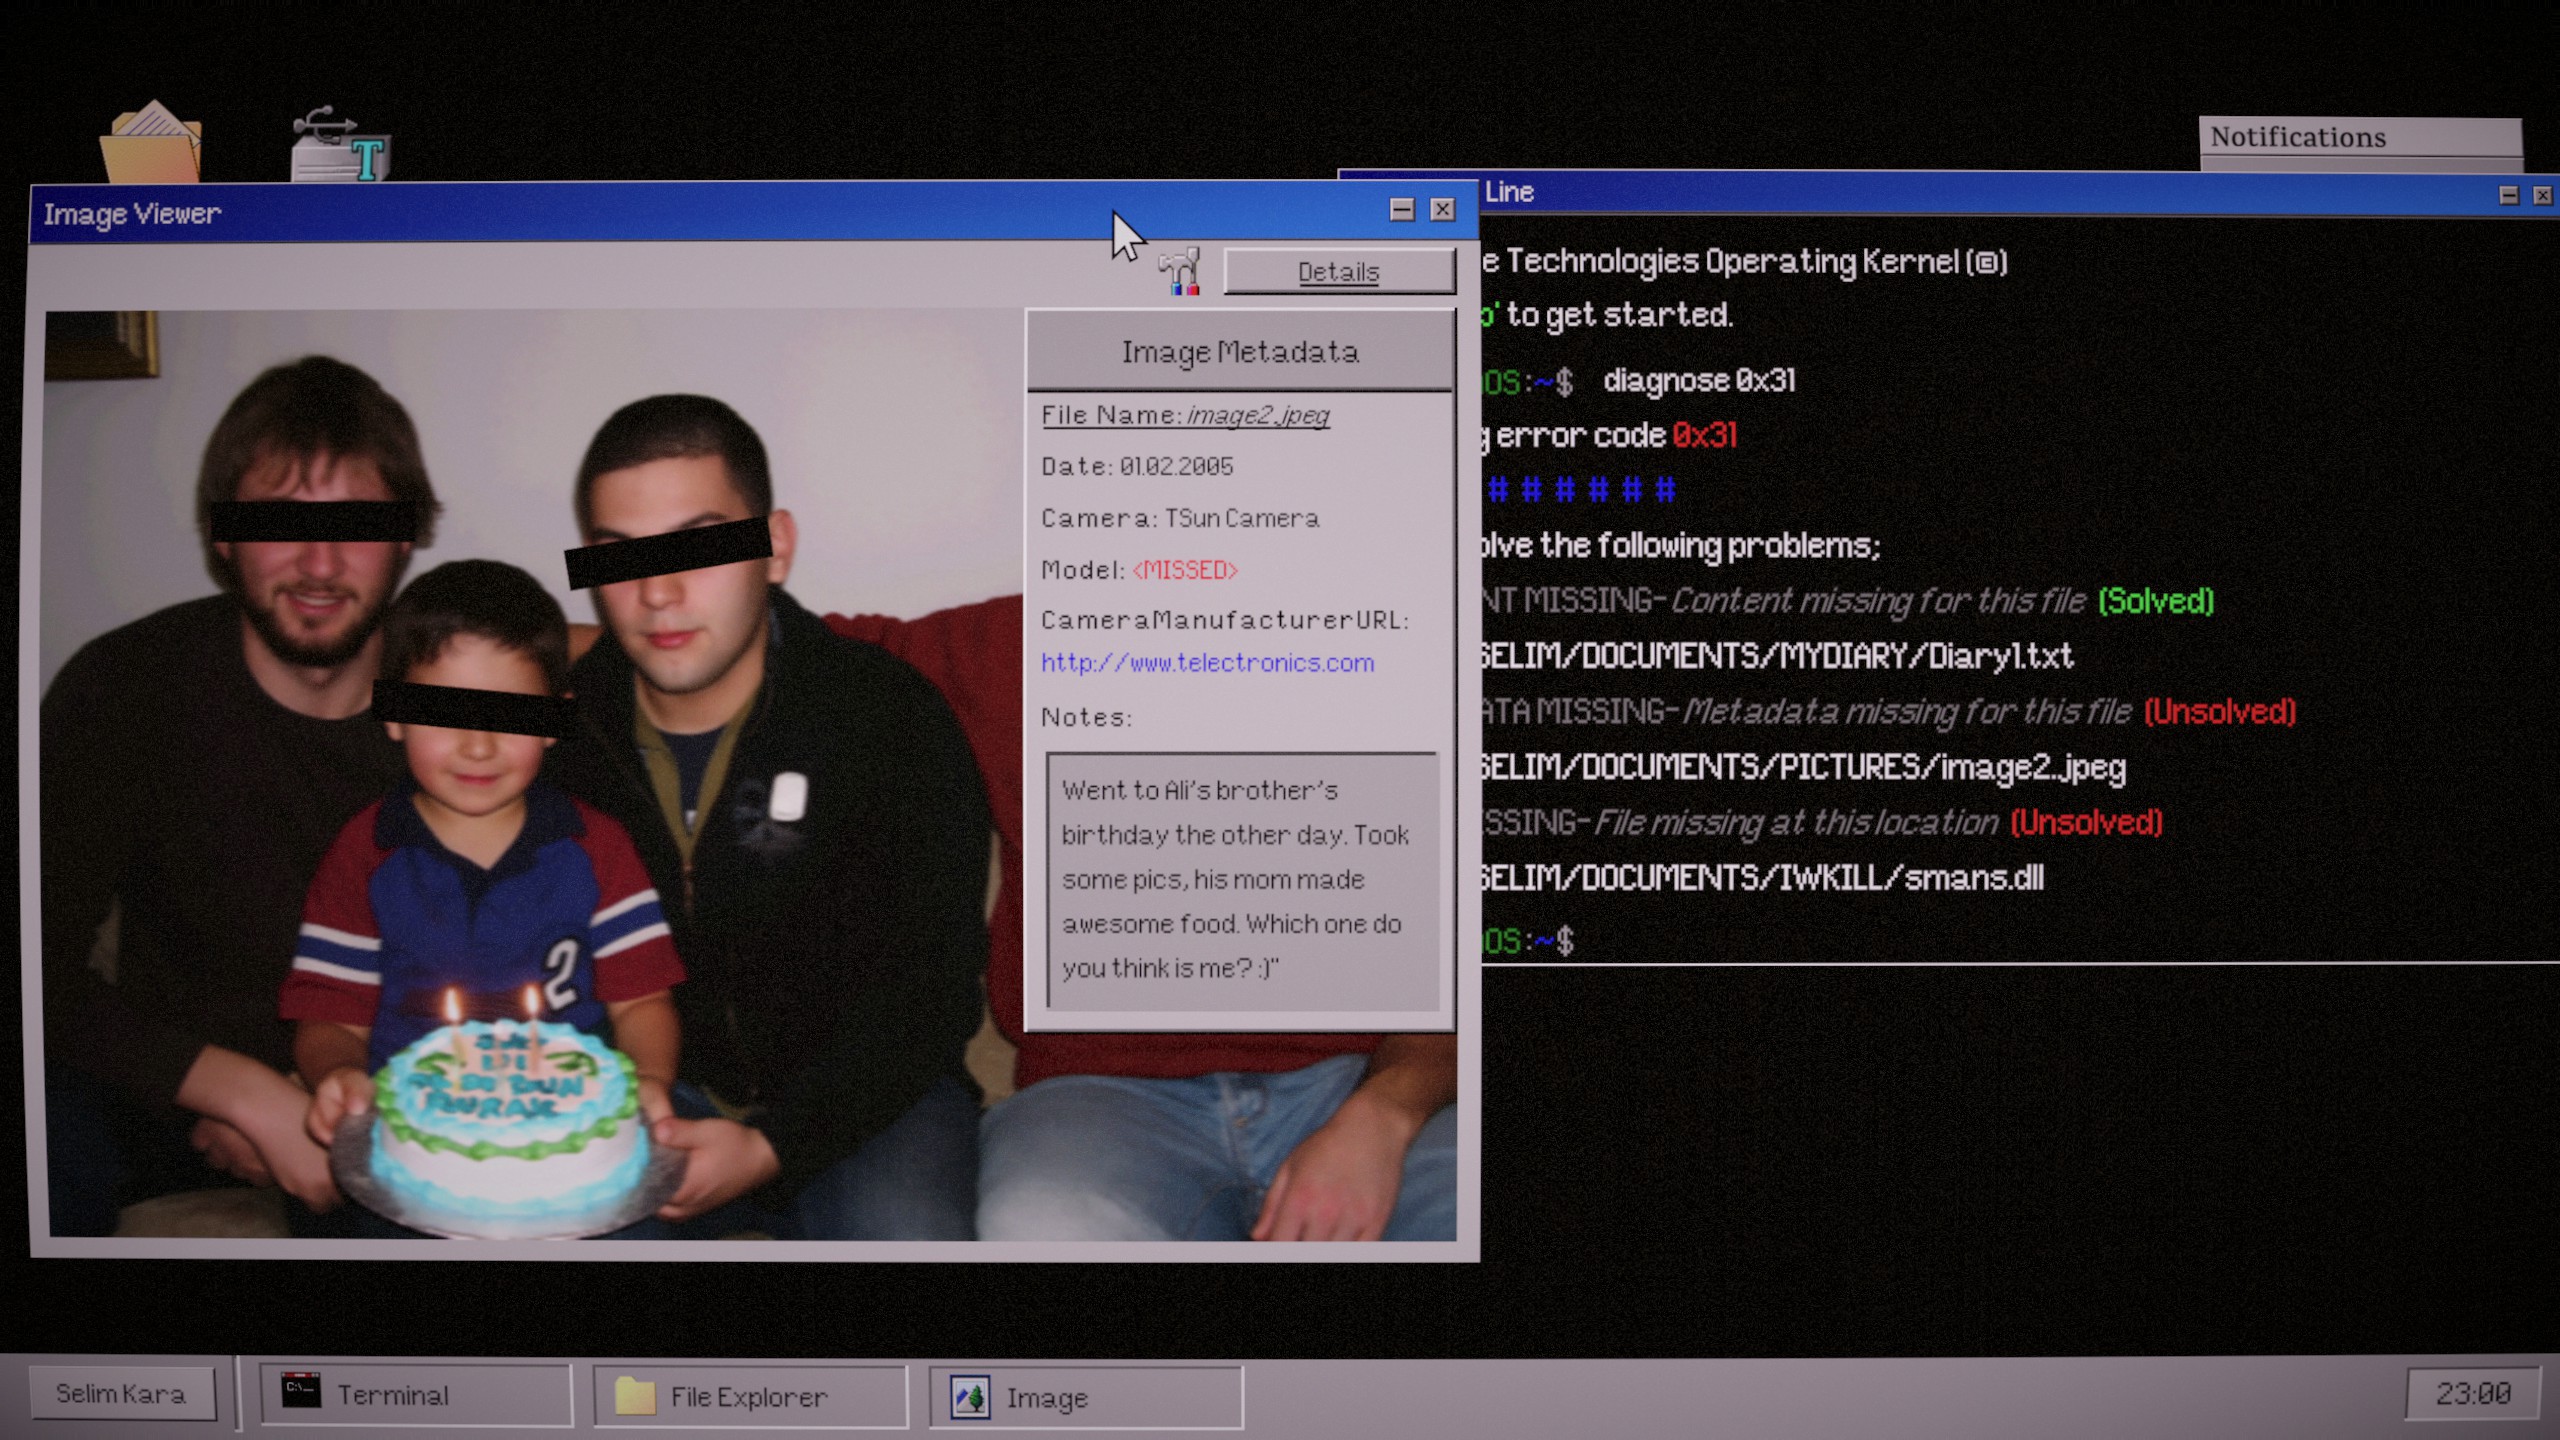 Notifications
Image Viewer
Details
Image Metadata
File Name: image2.jpeg
Date: 01.02.2005
Camera: TSun Camera
Model: <MISSED>
CameraManufacturerURL:
http://www.telectronics.com
Notes:
Went to Ali's brother's
birthday the other day. Took
some pics, his mom made
awesome food. Which one do
you think is me? :)"
2
Line
e Technologies Operating Kernel (©)
to get started.
OS:~$ diagnose 0x31
g error code 0x31
# # # # # #
olve the following problems;
NT MISSING- Content missing for this file (Solved)
SELIM/DOCUMENTS/MYDIARY/Diary1.txt
ATA MISSING- Metadata missing for this file (Unsolved)
SELIM/DOCUMENTS/PICTURES/image2.jpeg
SSING- File missing at this location (Unsolved)
SELIM/DOCUMENTS/IWKILL/smans.dll
OS:~$
Selim Kara
Terminal
File Explorer
Image
23:00